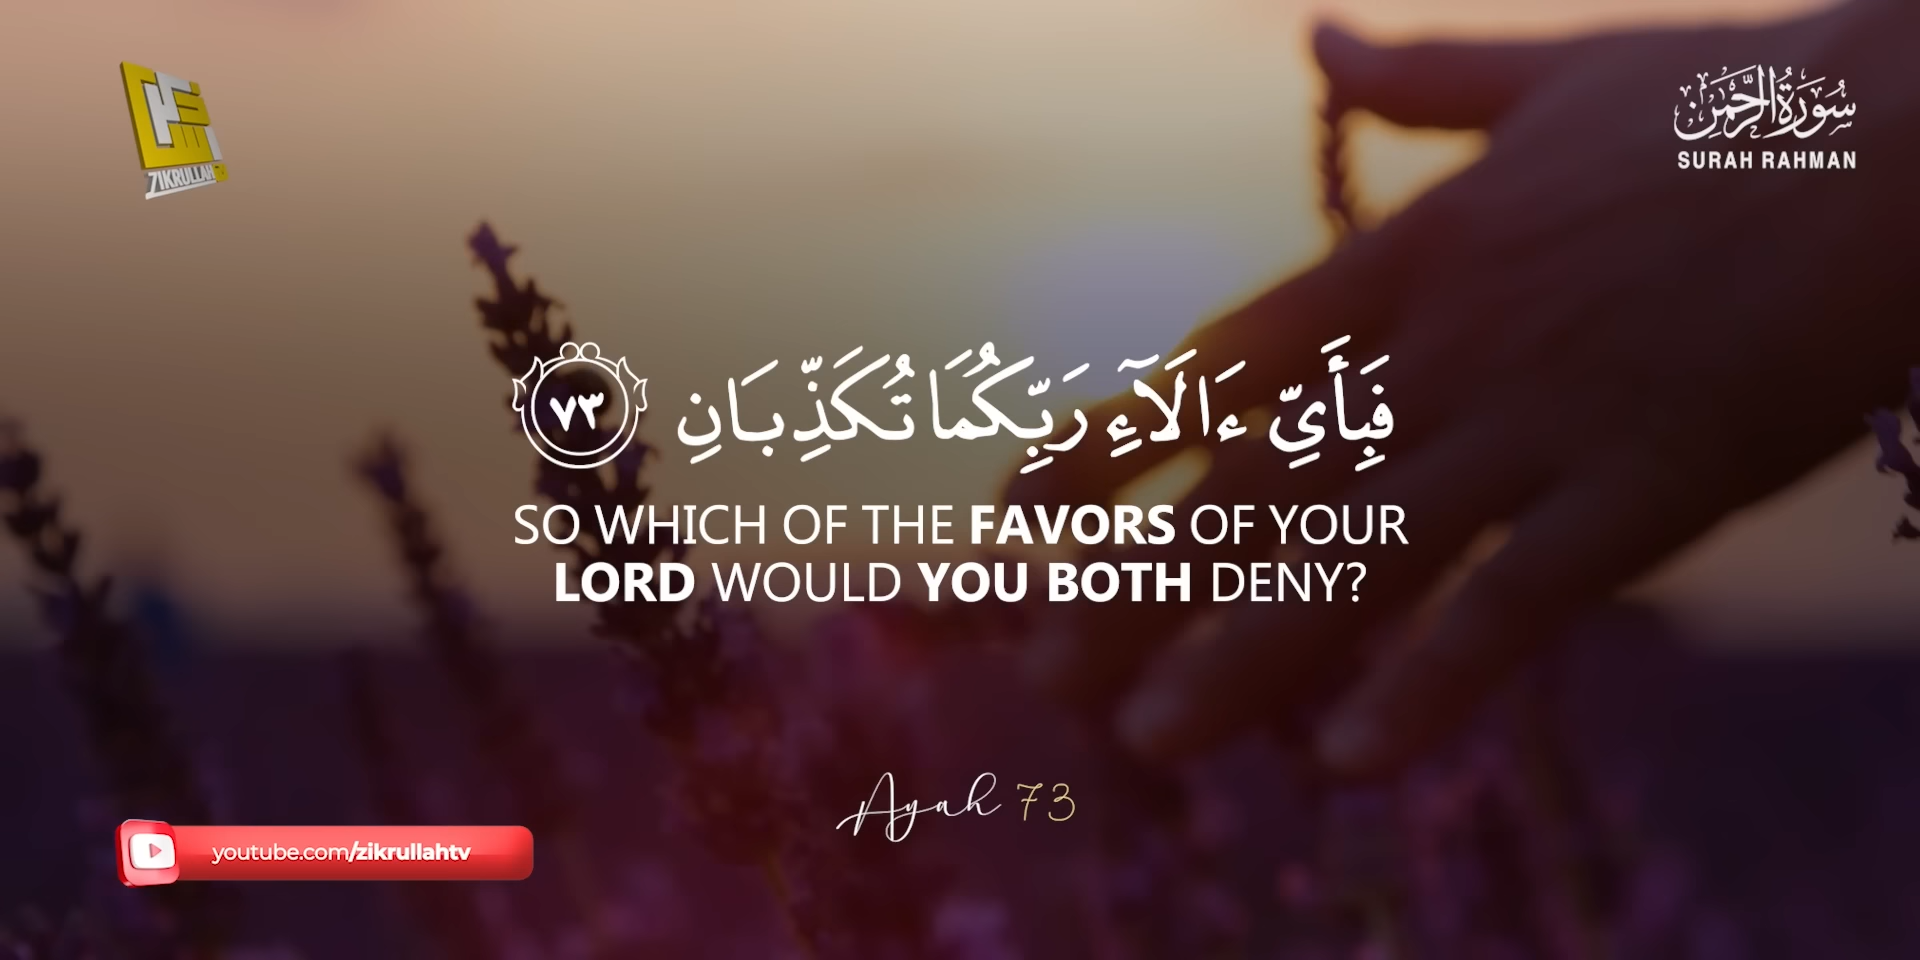 ZIKRULLAH TV
سُورَةُ الرَّحْمَٰن
SURAH RAHMAN
فَبِأَيِّ ءَالَآءِ رَبِّكُمَا تُكَذِّبَانِ ٧٣
SO WHICH OF THE FAVORS OF YOUR
LORD WOULD YOU BOTH DENY?
Ayah 73
youtube.com/zikrullahtv